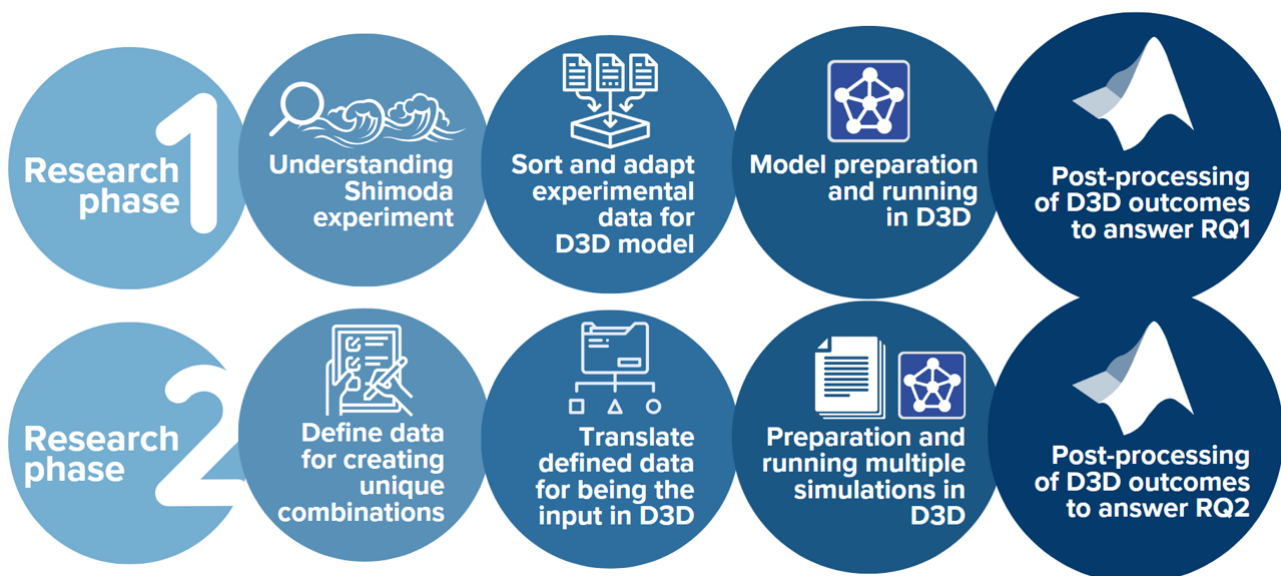 Research
phase 1
Understanding
Shimoda
experiment
Sort and adapt
experimental
data for
D3D model
Model preparation
and running
in D3D
Post-processing
of D3D outcomes
to answer RQ1
Research
phase 2
Define data
for creating
unique
combinations
Translate
defined data
for being the
input in D3D
Preparation and
running multiple
simulations in
D3D
Post-processing
of D3D outcomes
to answer RQ2